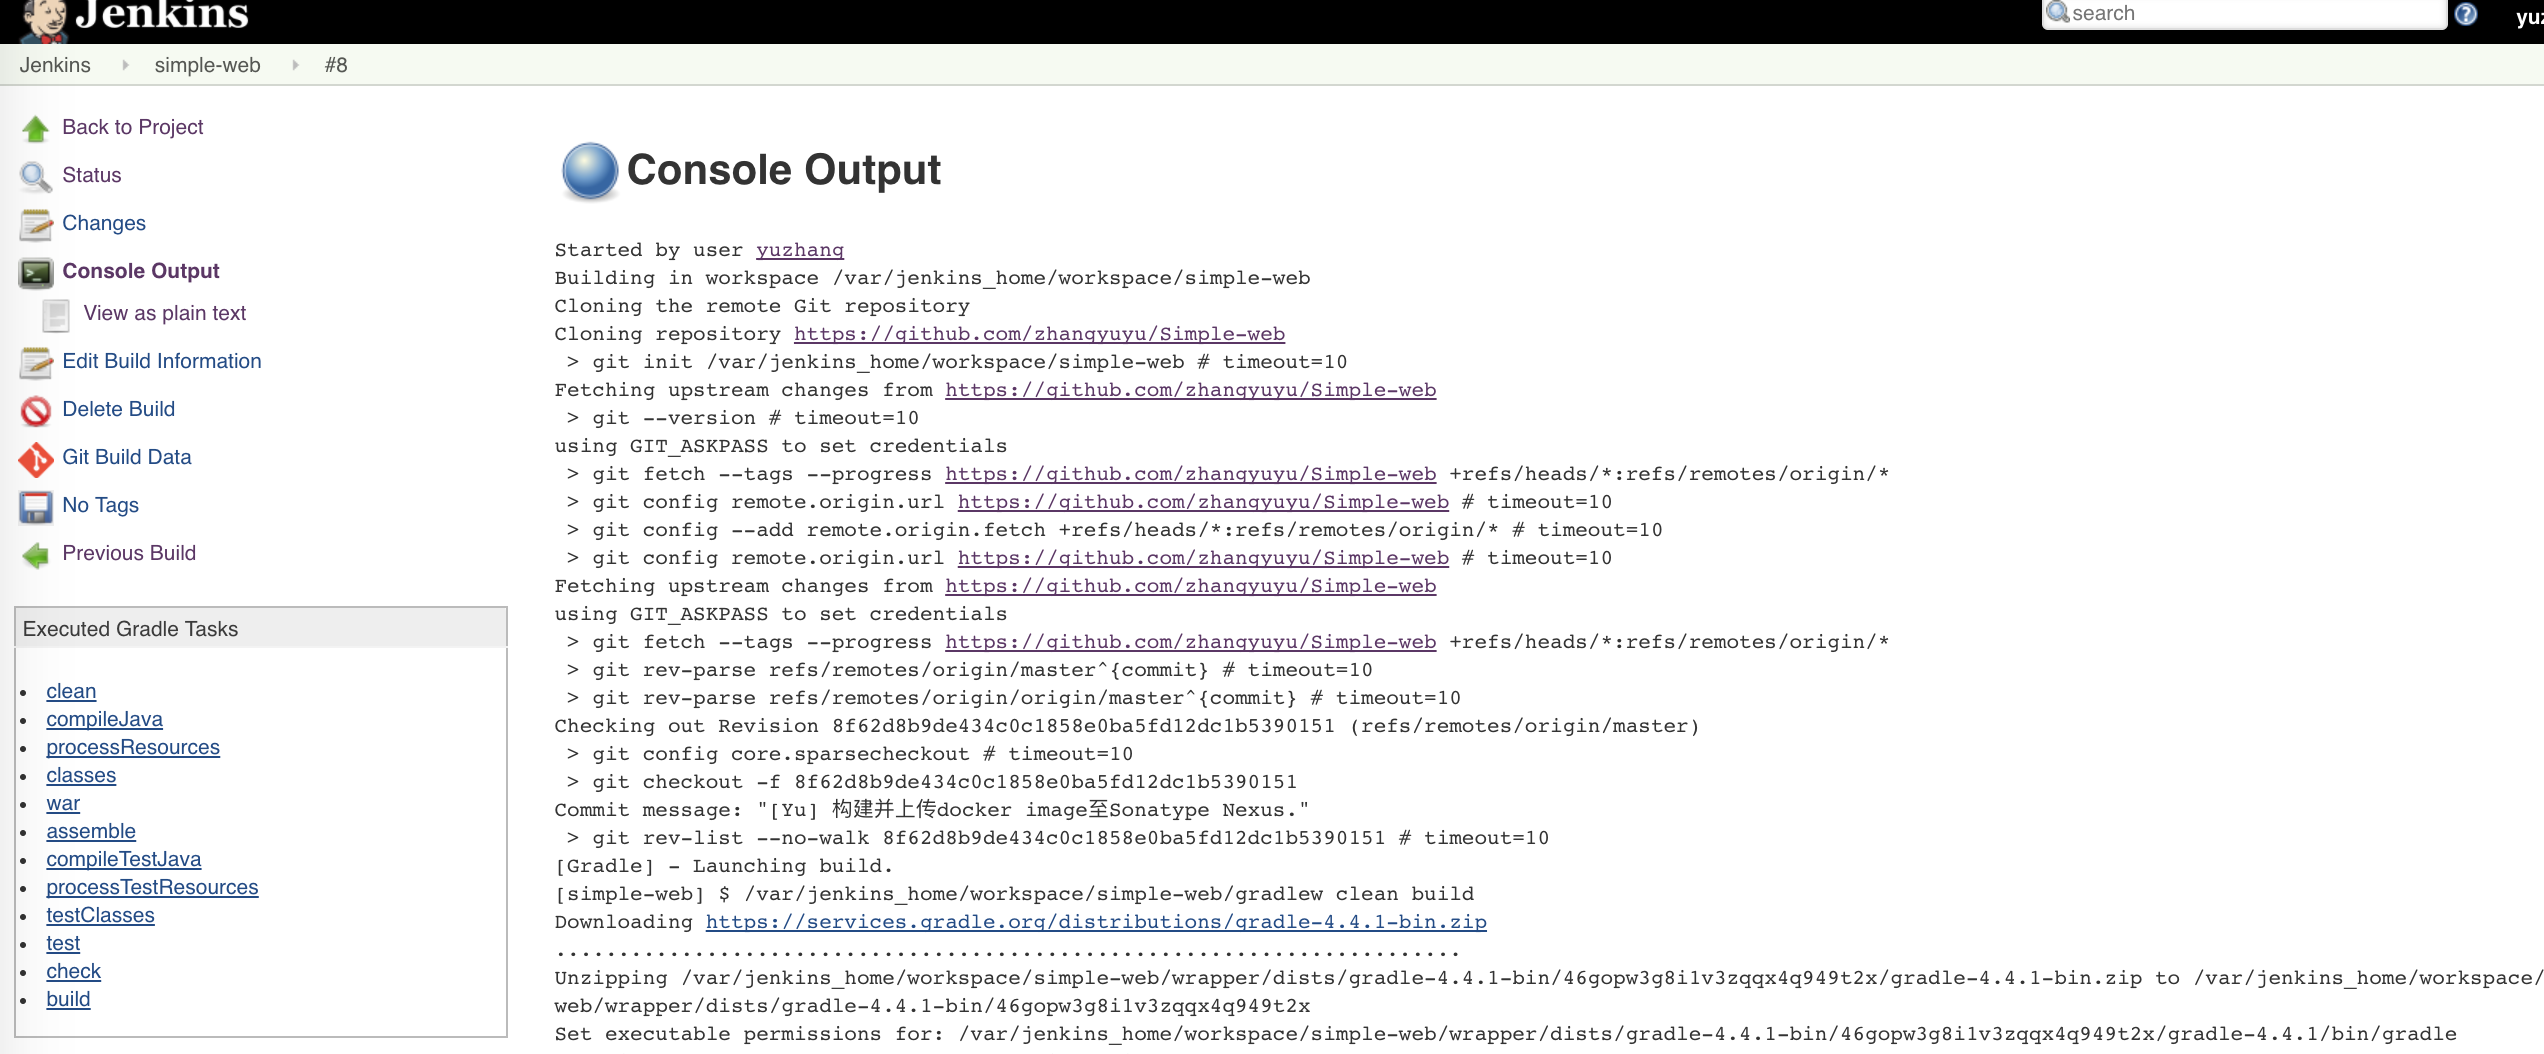 Jenkins
search
yuz
Jenkins simple-web #8
Back to Project
Status
Changes
Console Output
View as plain text
Edit Build Information
Delete Build
Git Build Data
No Tags
Previous Build
Executed Gradle Tasks
clean
compileJava
processResources
classes
war
assemble
compileTestJava
processTestResources
testClasses
test
check
build
Console Output
Started by user yuzhang
Building in workspace /var/jenkins_home/workspace/simple-web
Cloning the remote Git repository
Cloning repository https://github.com/zhangyuyu/Simple-web
> git init /var/jenkins_home/workspace/simple-web # timeout=10
Fetching upstream changes from https://github.com/zhangyuyu/Simple-web
> git --version # timeout=10
using GIT_ASKPASS to set credentials
> git fetch --tags --progress https://github.com/zhangyuyu/Simple-web +refs/heads/*:refs/remotes/origin/*
> git config remote.origin.url https://github.com/zhangyuyu/Simple-web # timeout=10
> git config --add remote.origin.fetch +refs/heads/*:refs/remotes/origin/* # timeout=10
> git config remote.origin.url https://github.com/zhangyuyu/Simple-web # timeout=10
Fetching upstream changes from https://github.com/zhangyuyu/Simple-web
using GIT_ASKPASS to set credentials
> git fetch --tags --progress https://github.com/zhangyuyu/Simple-web +refs/heads/*:refs/remotes/origin/*
> git rev-parse refs/remotes/origin/master^{commit} # timeout=10
> git rev-parse refs/remotes/origin/origin/master^{commit} # timeout=10
Checking out Revision 8f62d8b9de434c0c1858e0ba5fd12dc1b5390151 (refs/remotes/origin/master)
> git config core.sparsecheckout # timeout=10
> git checkout -f 8f62d8b9de434c0c1858e0ba5fd12dc1b5390151
Commit message: "[Yu] 构建并上传docker image至Sonatype Nexus."
> git rev-list --no-walk 8f62d8b9de434c0c1858e0ba5fd12dc1b5390151 # timeout=10
[Gradle] - Launching build.
[simple-web] $ /var/jenkins_home/workspace/simple-web/gradlew clean build
Downloading https://services.gradle.org/distributions/gradle-4.4.1-bin.zip
........................................................................
Unzipping /var/jenkins_home/workspace/simple-web/wrapper/dists/gradle-4.4.1-bin/46gopw3g8i1v3zqqx4q949t2x/gradle-4.4.1-bin.zip to /var/jenkins_home/workspace/
web/wrapper/dists/gradle-4.4.1-bin/46gopw3g8i1v3zqqx4q949t2x
Set executable permissions for: /var/jenkins_home/workspace/simple-web/wrapper/dists/gradle-4.4.1-bin/46gopw3g8i1v3zqqx4q949t2x/gradle-4.4.1/bin/gradle